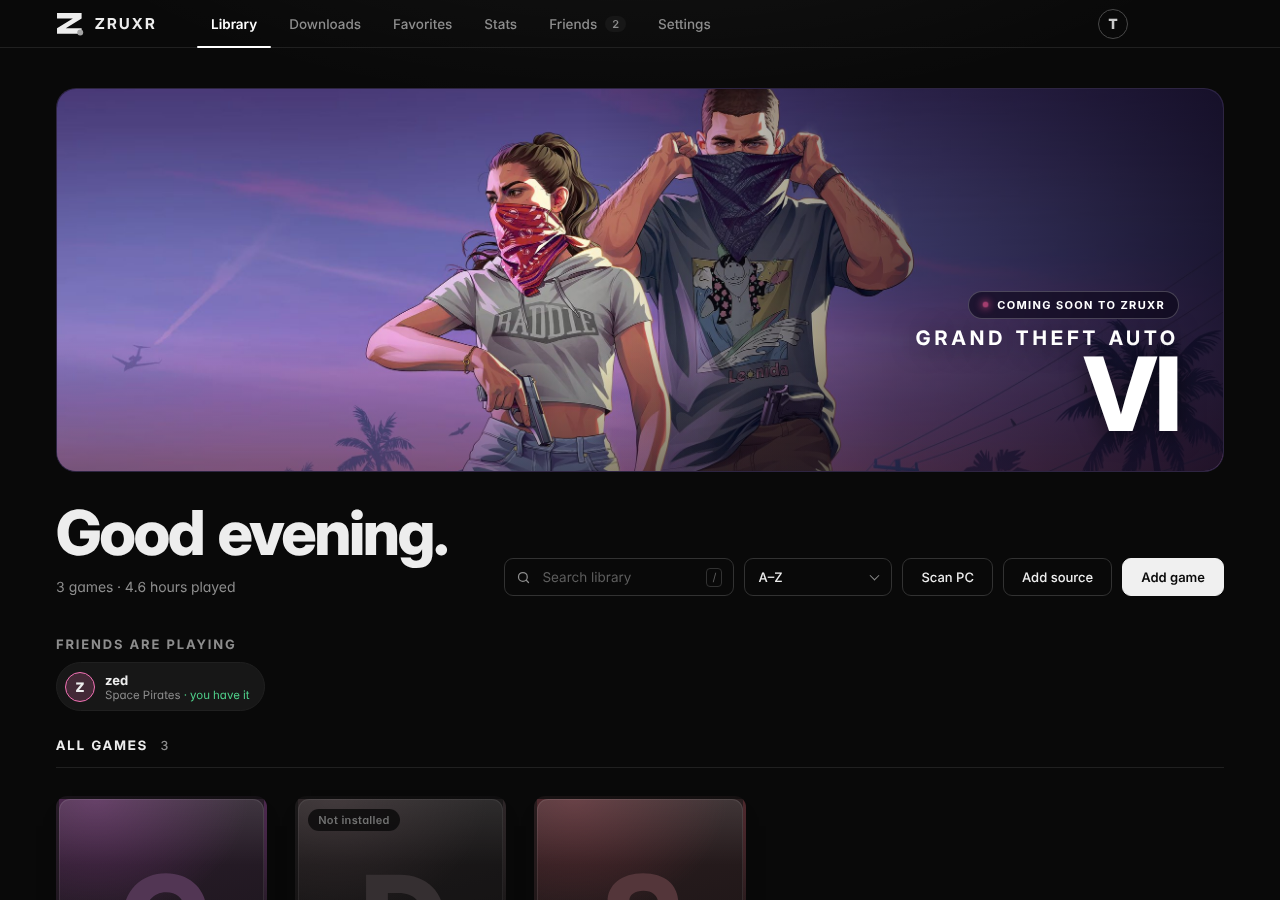 ZRUXR
Library
Downloads
Favorites
Stats
Friends 2
Settings
T
COMING SOON TO ZRUXR
GRAND THEFT AUTO
VI
BADDIE
Leonida
Good evening.
3 games · 4.6 hours played
Search library /
A–Z
Scan PC
Add source
Add game
FRIENDS ARE PLAYING
Z
zed
Space Pirates · you have it
ALL GAMES 3
Not installed